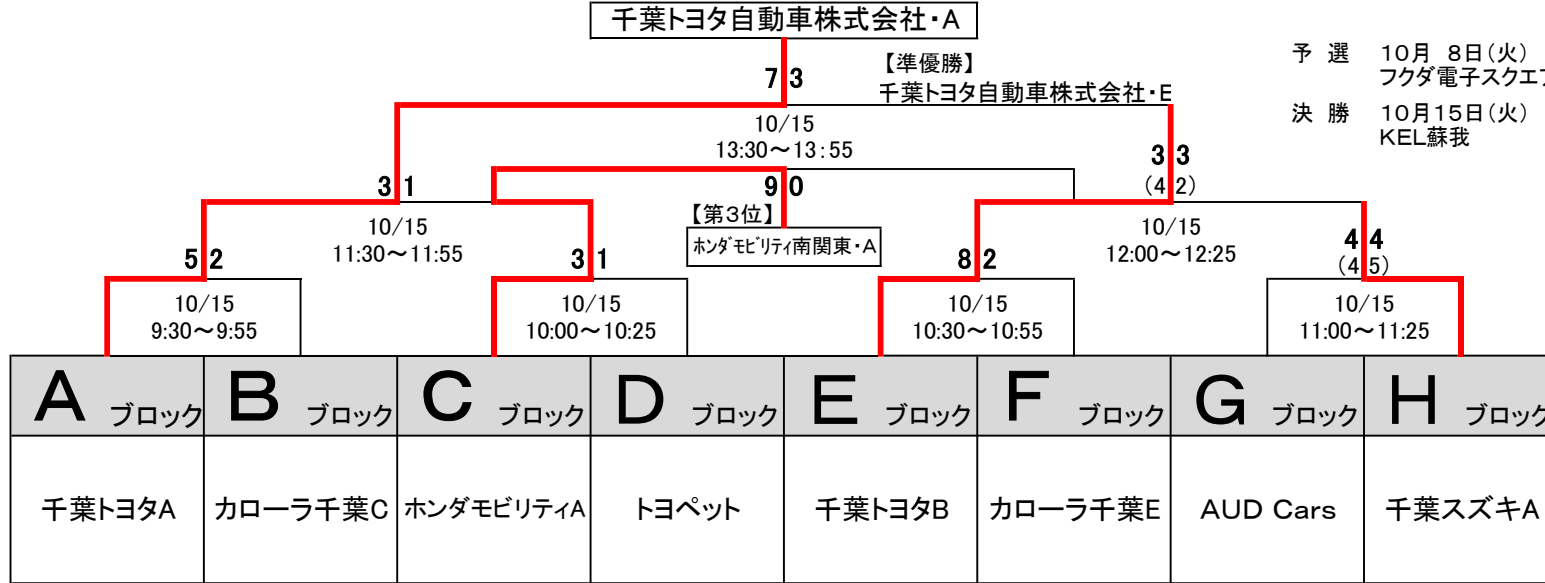 千葉トヨタ自動車株式会社・A
予 選 10月 8日(火)
フクダ電子スクエア
決 勝 10月15日(火)
KEL蘇我
7 3
【準優勝】
千葉トヨタ自動車株式会社・E
10/15
13:30～13:55
3 1
9 0
3 3
(4 2)
【第3位】
ホンダモビリティ南関東・A
10/15
11:30～11:55
10/15
12:00～12:25
5 2
3 1
8 2
4 4
(4 5)
10/15
9:30～9:55
10/15
10:00～10:25
10/15
10:30～10:55
10/15
11:00～11:25
A ブロック B ブロック C ブロック D ブロック E ブロック F ブロック G ブロック H ブロック
千葉トヨタA カローラ千葉C ホンダモビリティA トヨペット 千葉トヨタB カローラ千葉E AUD Cars 千葉スズキA